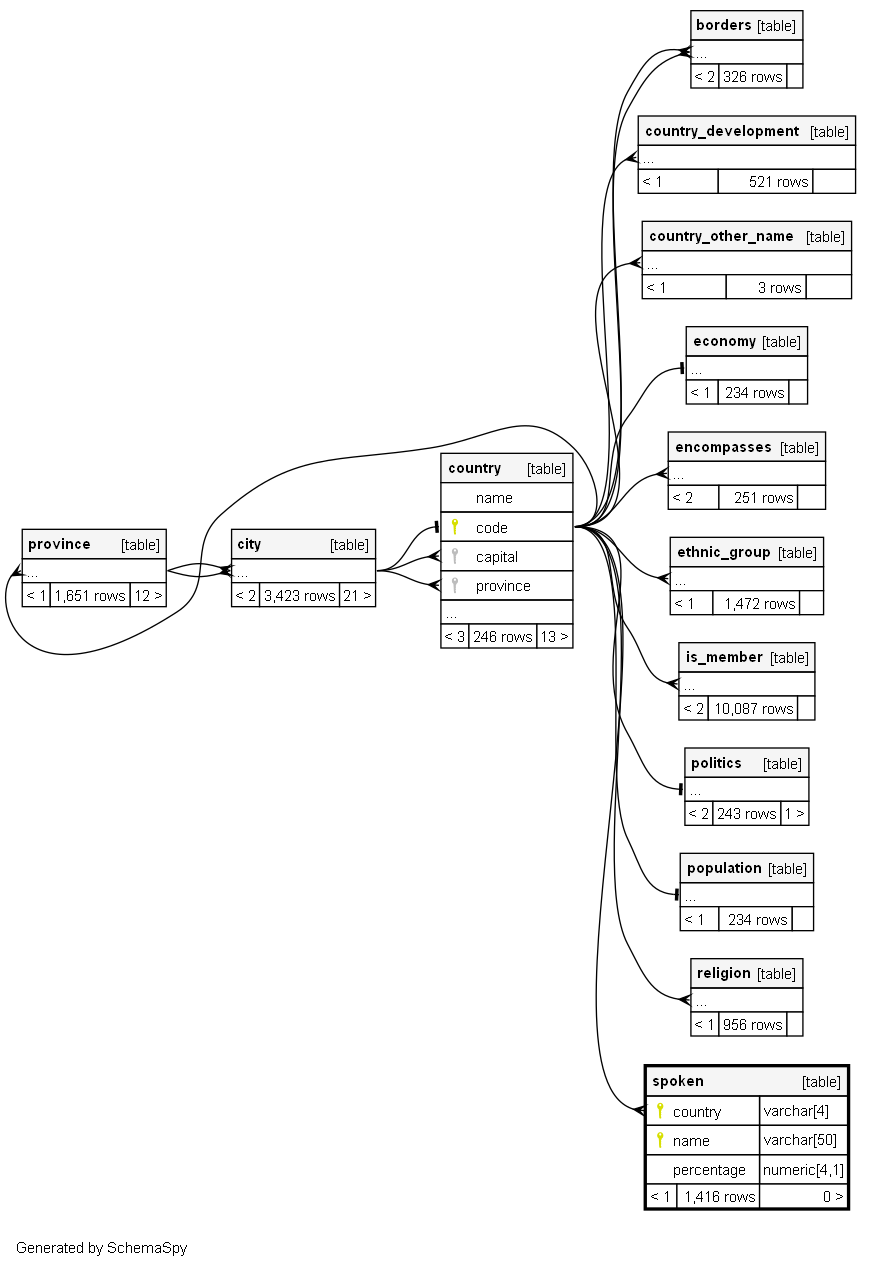 borders [table]
...
< 2 326 rows
country_development [table]
...
< 1 521 rows
country_other_name [table]
...
< 1 3 rows
economy [table]
...
< 1 234 rows
encompasses [table]
...
< 2 251 rows
country [table]
name
code
capital
province
...
< 3 246 rows 13 >
province [table]
...
< 1 1,651 rows 12 >
city [table]
...
< 2 3,423 rows 21 >
ethnic_group [table]
...
< 1 1,472 rows
is_member [table]
...
< 2 10,087 rows
politics [table]
...
< 2 243 rows 1 >
population [table]
...
< 1 234 rows
religion [table]
...
< 1 956 rows
spoken [table]
country varchar[4]
name varchar[50]
percentage numeric[4,1]
< 1 1,416 rows 0 >
Generated by SchemaSpy